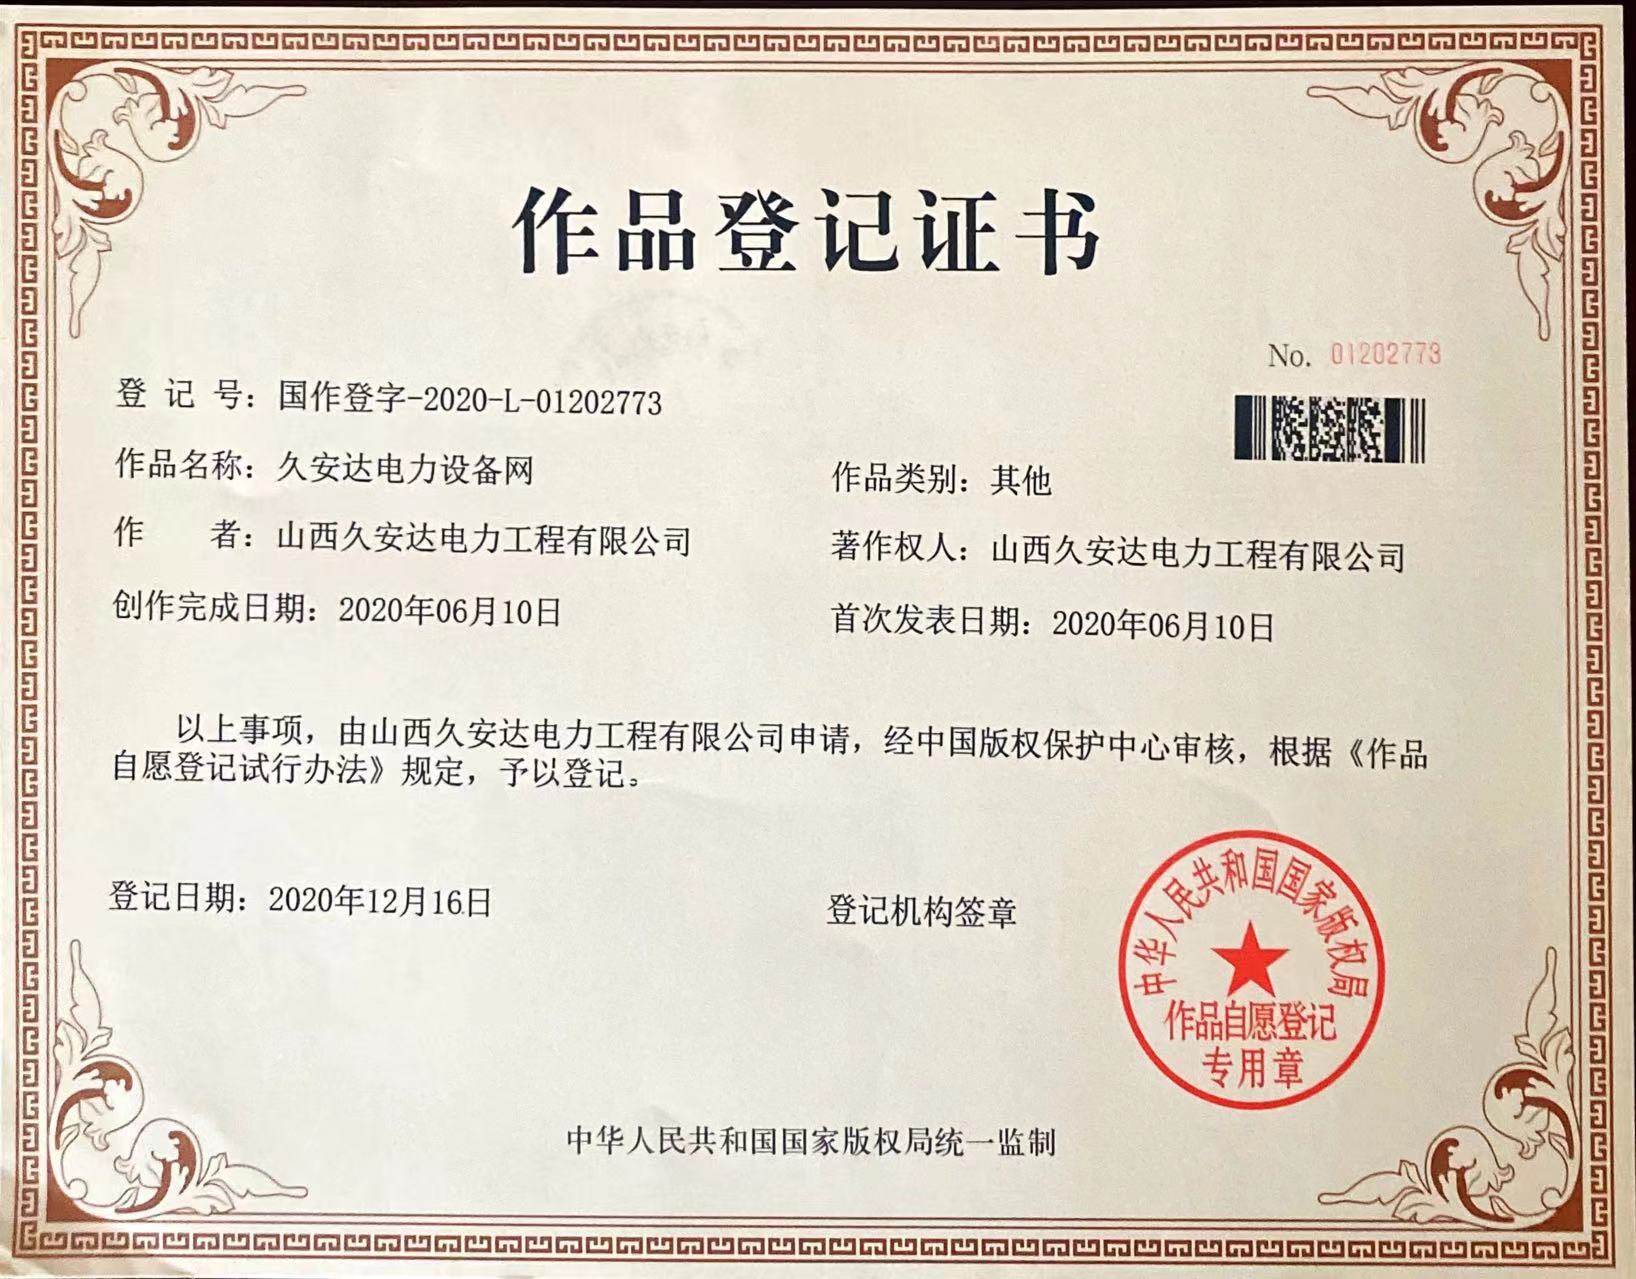 作品登记证书
No. 01202773
登 记 号：国作登字-2020-L-01202773
作品名称：久安达电力设备网
作品类别：其他
作 者：山西久安达电力工程有限公司
著作权人：山西久安达电力工程有限公司
创作完成日期：2020年06月10日
首次发表日期：2020年06月10日
以上事项，由山西久安达电力工程有限公司申请，经中国版权保护中心审核，根据《作品
自愿登记试行办法》规定，予以登记。
登记日期：2020年12月16日
登记机构签章
中华人民共和国国家版权局
作品自愿登记
专用章
中华人民共和国国家版权局统一监制